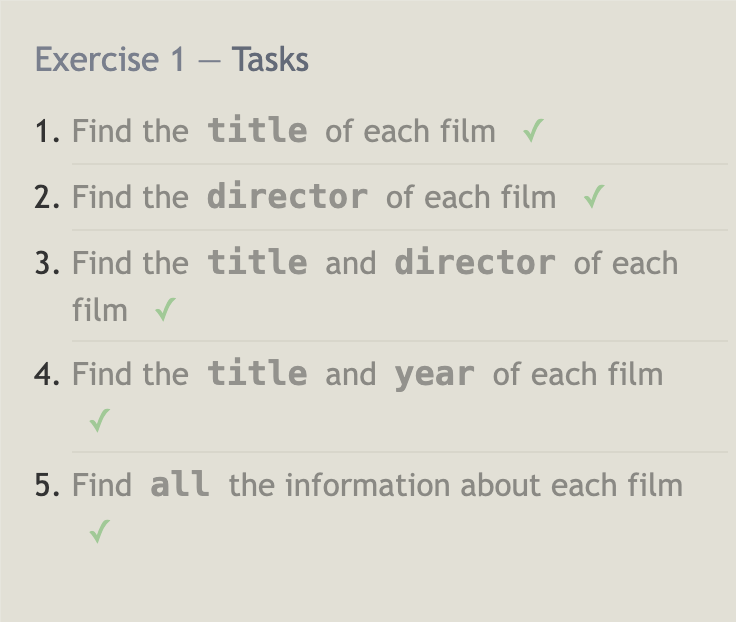 Exercise 1 — Tasks
1. Find the title of each film ✓
2. Find the director of each film ✓
3. Find the title and director of each
film ✓
4. Find the title and year of each film
✓
5. Find all the information about each film
✓